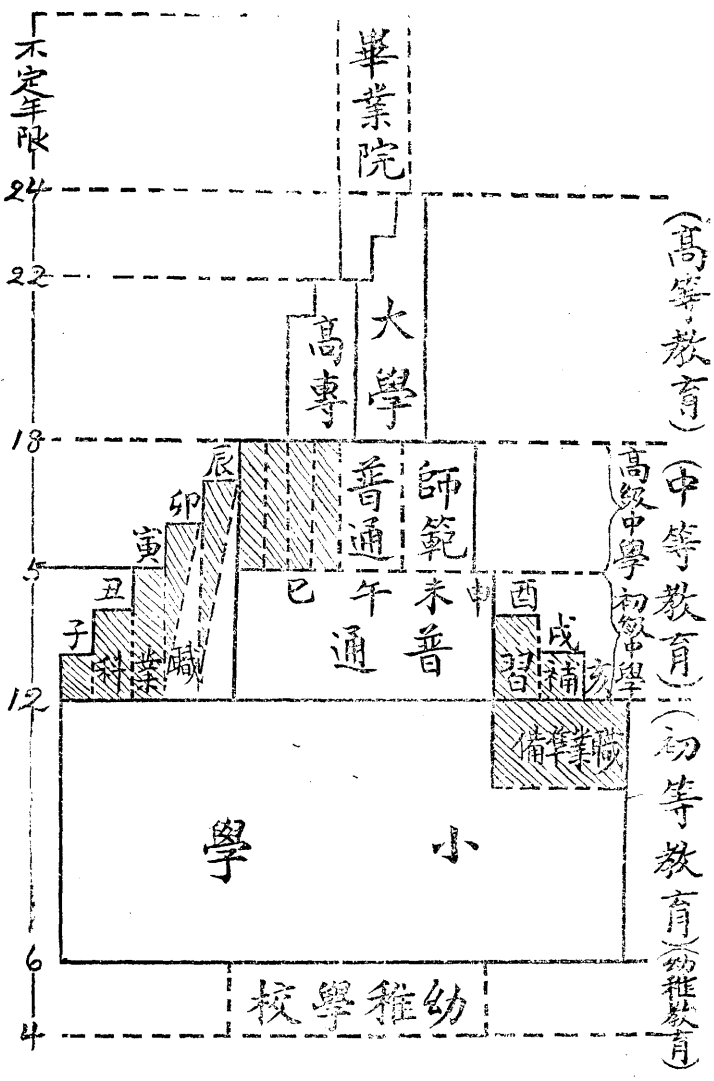 不定年限
24
22
18
5
12
6
4
畢業院
大學
高專
辰
卯
寅
丑
子
職業科
普通
師範
巳 午 未 申
普通
酉
戌
亥
補習
職業準備
小學
幼稚學校
(高等教育)
高級中學
初級中學
(中等教育)
(初等教育)
(幼稚教育)